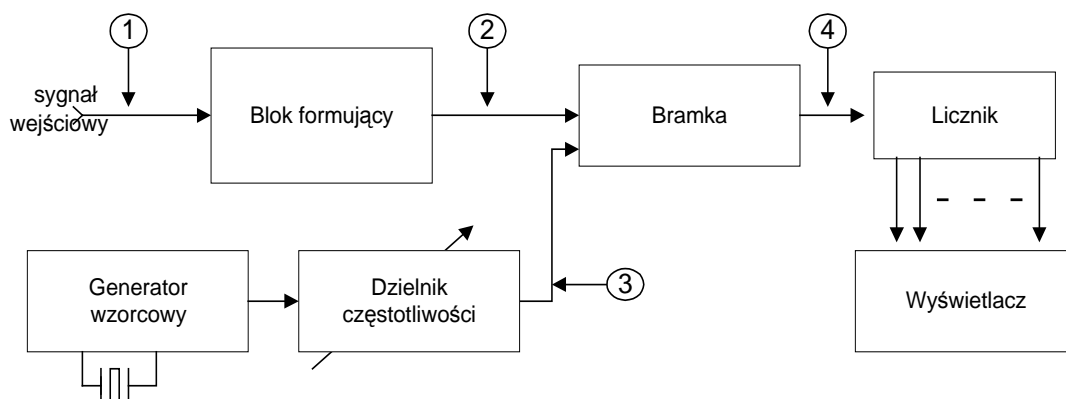 1
2
4
sygnał
wejściowy
Blok formujący
Bramka
Licznik
3
Generator
wzorcowy
Dzielnik
częstotliwości
Wyświetlacz